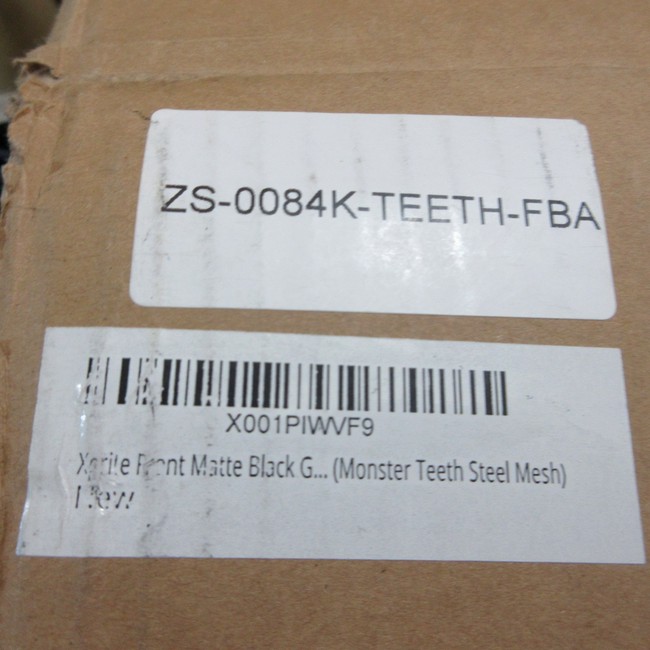 ZS-0084K-TEETH-FBA
X001PIWVF9
Xprite Front Matte Black G... (Monster Teeth Steel Mesh)
New